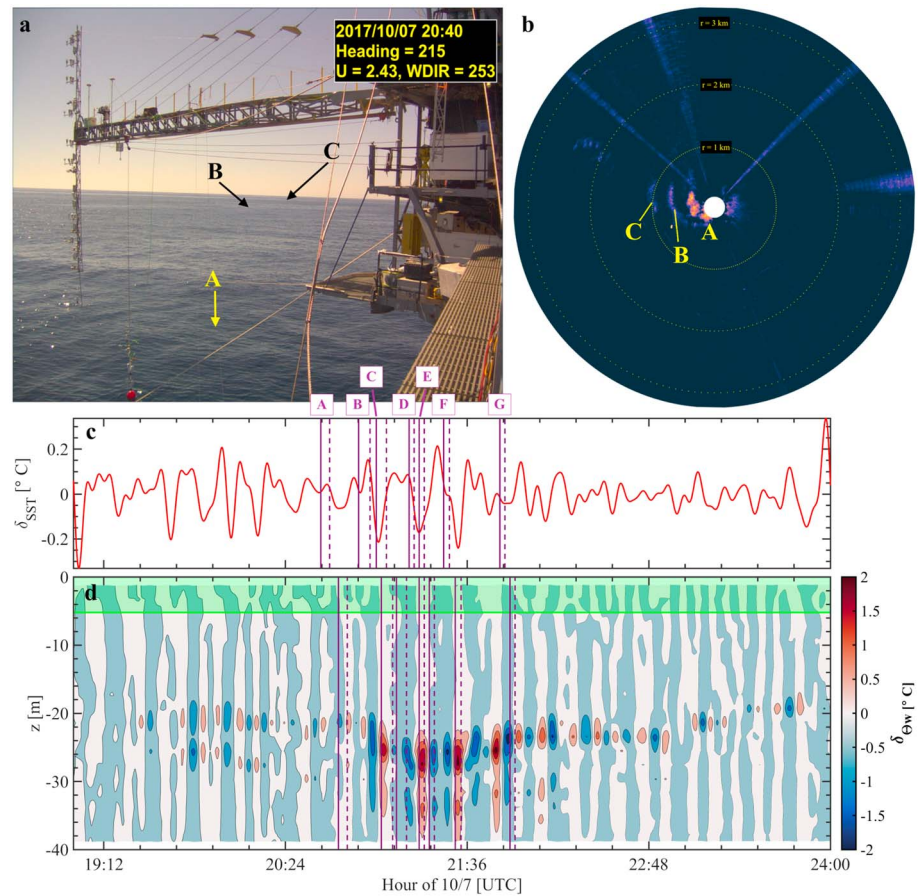 a
2017/10/07 20:40
Heading = 215
U = 2.43, WDIR = 253
B
C
A
b
r = 3 km
r = 2 km
r = 1 km
C
B
A
C
E
A
B
D
F
G
c
0.2
0
-0.2
δSST [° C]
d
0
-10
-20
-30
-40
z [m]
19:12
20:24
21:36
22:48
24:00
Hour of 10/7 [UTC]
2
1.5
1
0.5
0
-0.5
-1
-1.5
-2
δΘw [° C]